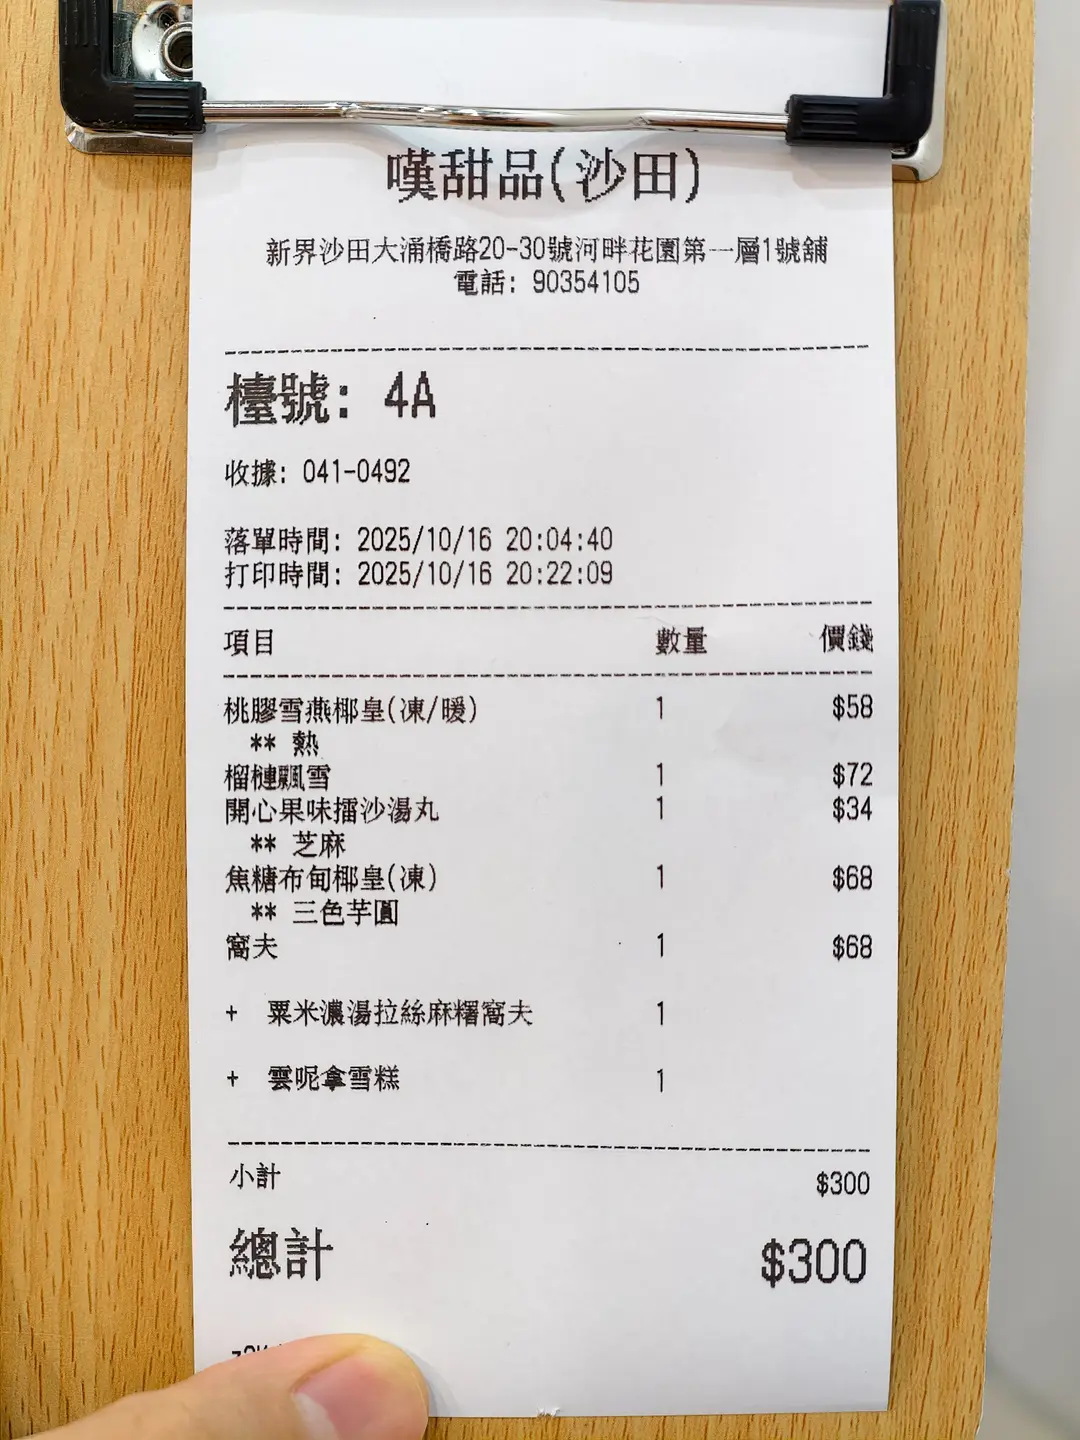 嘆甜品(沙田)
新界沙田大涌橋路20-30號河畔花園第一層1號舖
電話: 90354105
檯號: 4A
收據: 041-0492
落單時間: 2025/10/16 20:04:40
打印時間: 2025/10/16 20:22:09
項目 數量 價錢
桃膠雪燕椰皇(凍/暖) 1 $58
** 熱
榴槤飄雪 1 $72
開心果味擂沙湯丸 1 $34
** 芝麻
焦糖布甸椰皇(凍) 1 $68
** 三色芋圓
窩夫 1 $68
+ 粟米濃湯拉絲麻糬窩夫 1
+ 雲呢拿雪糕 1
小計 $300
總計 $300